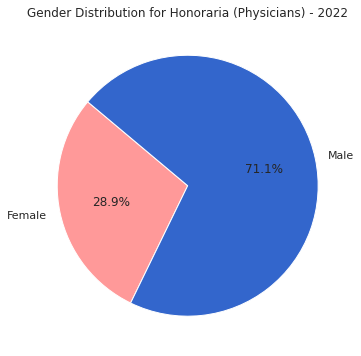 Gender Distribution for Honoraria (Physicians) - 2022
Male
71.1%
28.9%
Female